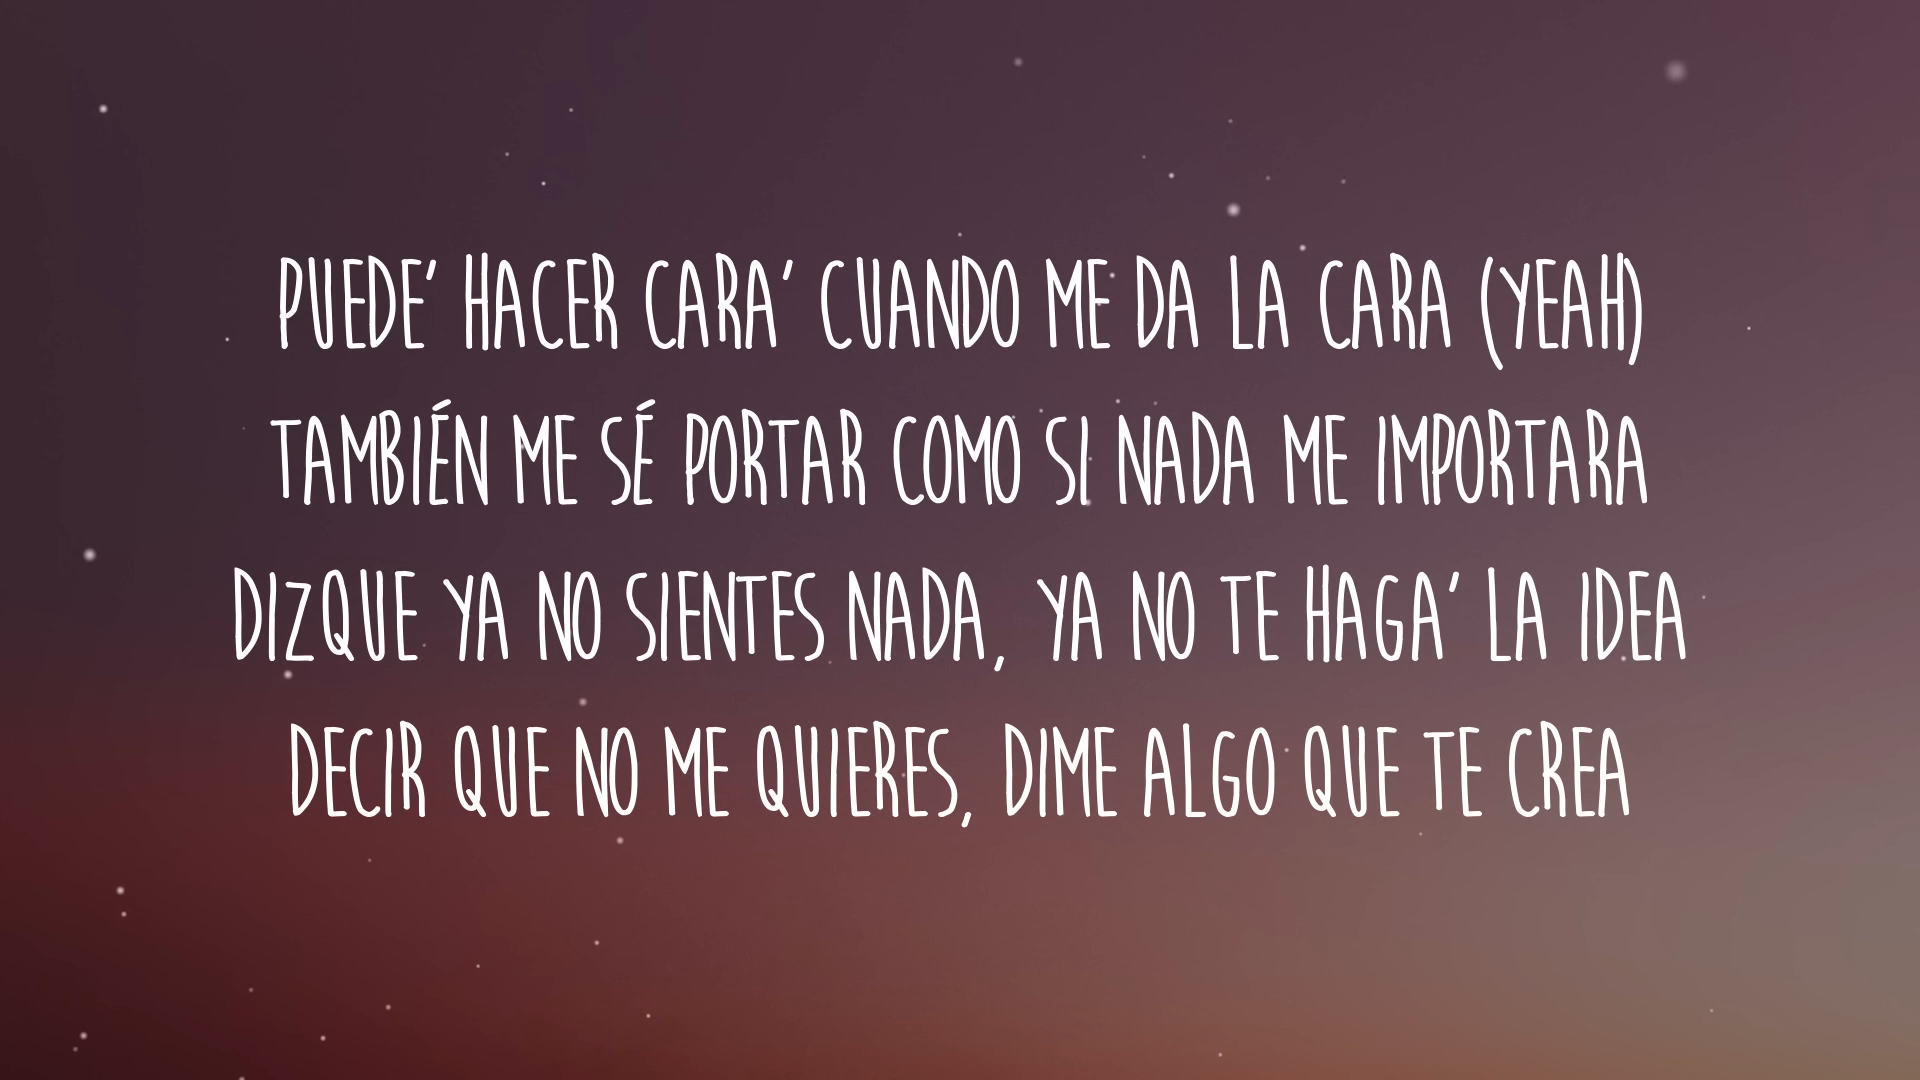 PUEDE' HACER CARA' CUANDO ME DA LA CARA (YEAH)
TAMBIÉN ME SÉ PORTAR COMO SI NADA ME IMPORTARA
DIZQUE YA NO SIENTES NADA, YA NO TE HAGA' LA IDEA
DECIR QUE NO ME QUIERES, DIME ALGO QUE TE CREA